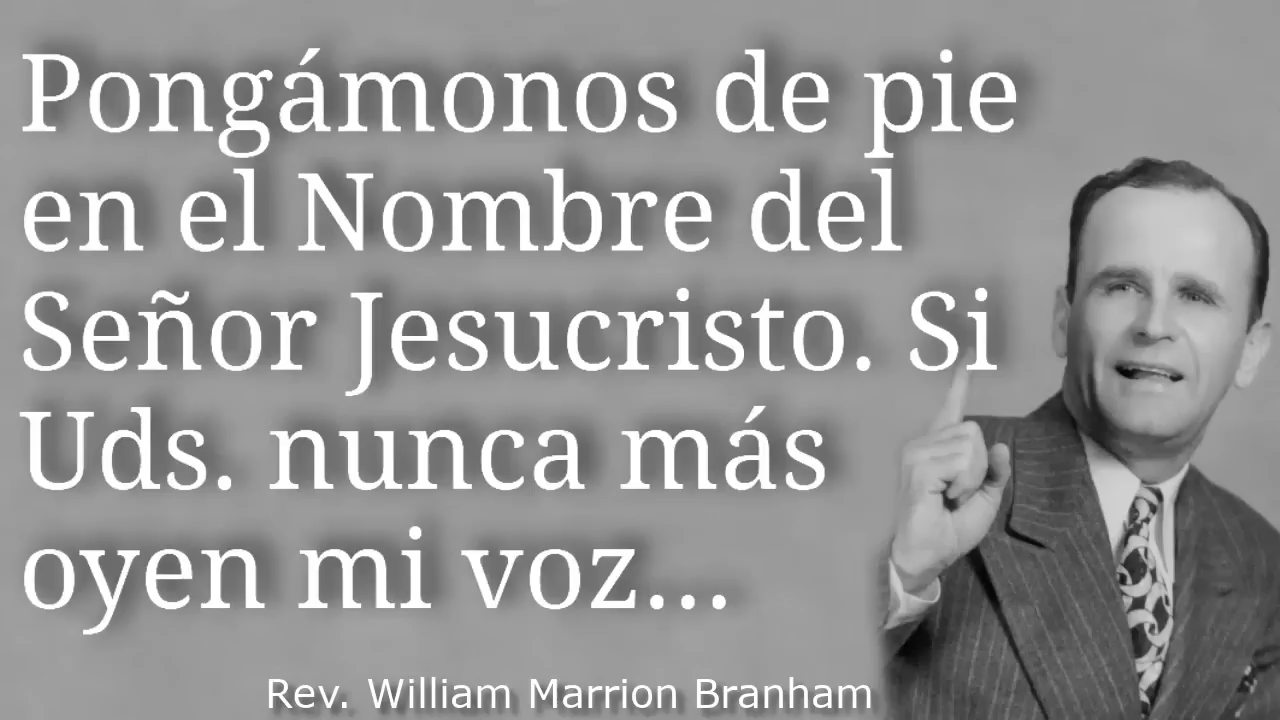 Pongámonos de pie
en el Nombre del
Señor Jesucristo. Si
Uds. nunca más
oyen mi voz...
Rev. William Marrion Branham